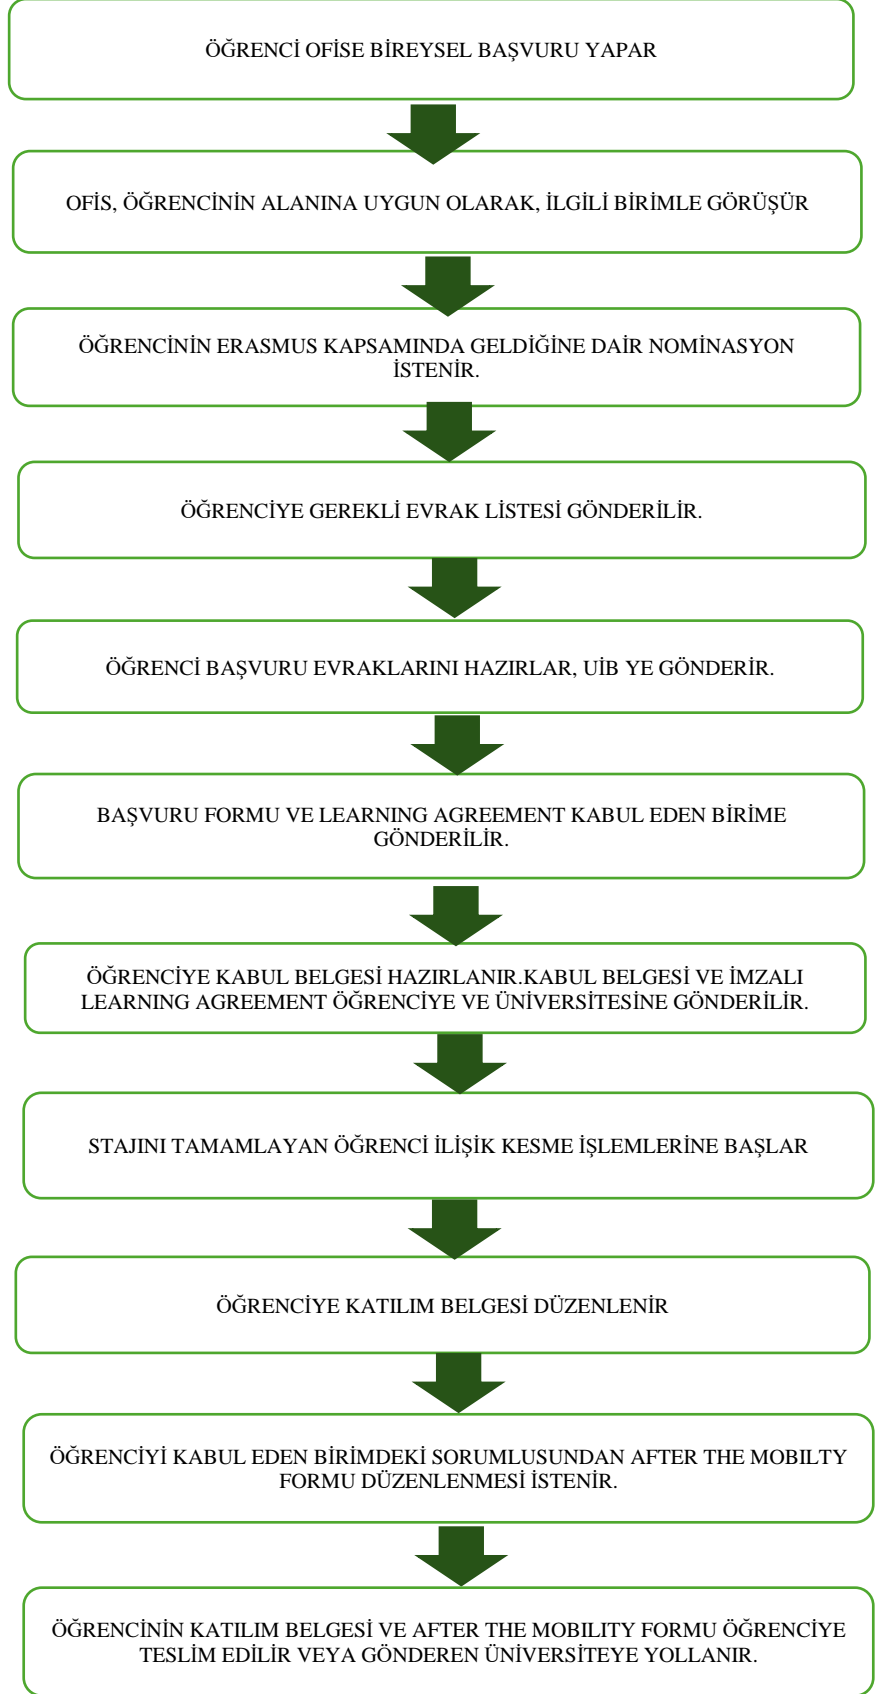 ÖĞRENCİ OFİSE BİREYSEL BAŞVURU YAPAR
OFİS, ÖĞRENCİNİN ALANINA UYGUN OLARAK, İLGİLİ BİRİMLE GÖRÜŞÜR
ÖĞRENCİNİN ERASMUS KAPSAMINDA GELDİĞİNE DAİR NOMİNASYON
İSTENİR.
ÖĞRENCİYE GEREKLİ EVRAK LİSTESİ GÖNDERİLİR.
ÖĞRENCİ BAŞVURU EVRAKLARINI HAZIRLAR, UİB YE GÖNDERİR.
BAŞVURU FORMU VE LEARNING AGREEMENT KABUL EDEN BİRİME
GÖNDERİLİR.
ÖĞRENCİYE KABUL BELGESİ HAZIRLANIR.KABUL BELGESİ VE İMZALI
LEARNING AGREEMENT ÖĞRENCİYE VE ÜNİVERSİTESİNE GÖNDERİLİR.
STAJINI TAMAMLAYAN ÖĞRENCİ İLİŞİK KESME İŞLEMLERİNE BAŞLAR
ÖĞRENCİYE KATILIM BELGESİ DÜZENLENİR
ÖĞRENCİYİ KABUL EDEN BİRİMDEKİ SORUMLUSUNDAN AFTER THE MOBILTY
FORMU DÜZENLENMESİ İSTENİR.
ÖĞRENCİNİN KATILIM BELGESİ VE AFTER THE MOBILITY FORMU ÖĞRENCİYE
TESLİM EDİLİR VEYA GÖNDEREN ÜNİVERSİTEYE YOLLANIR.